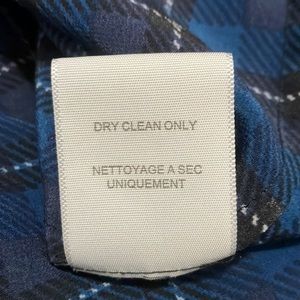 DRY CLEAN ONLY
NETTOYAGE A SEC
UNIQUEMENT